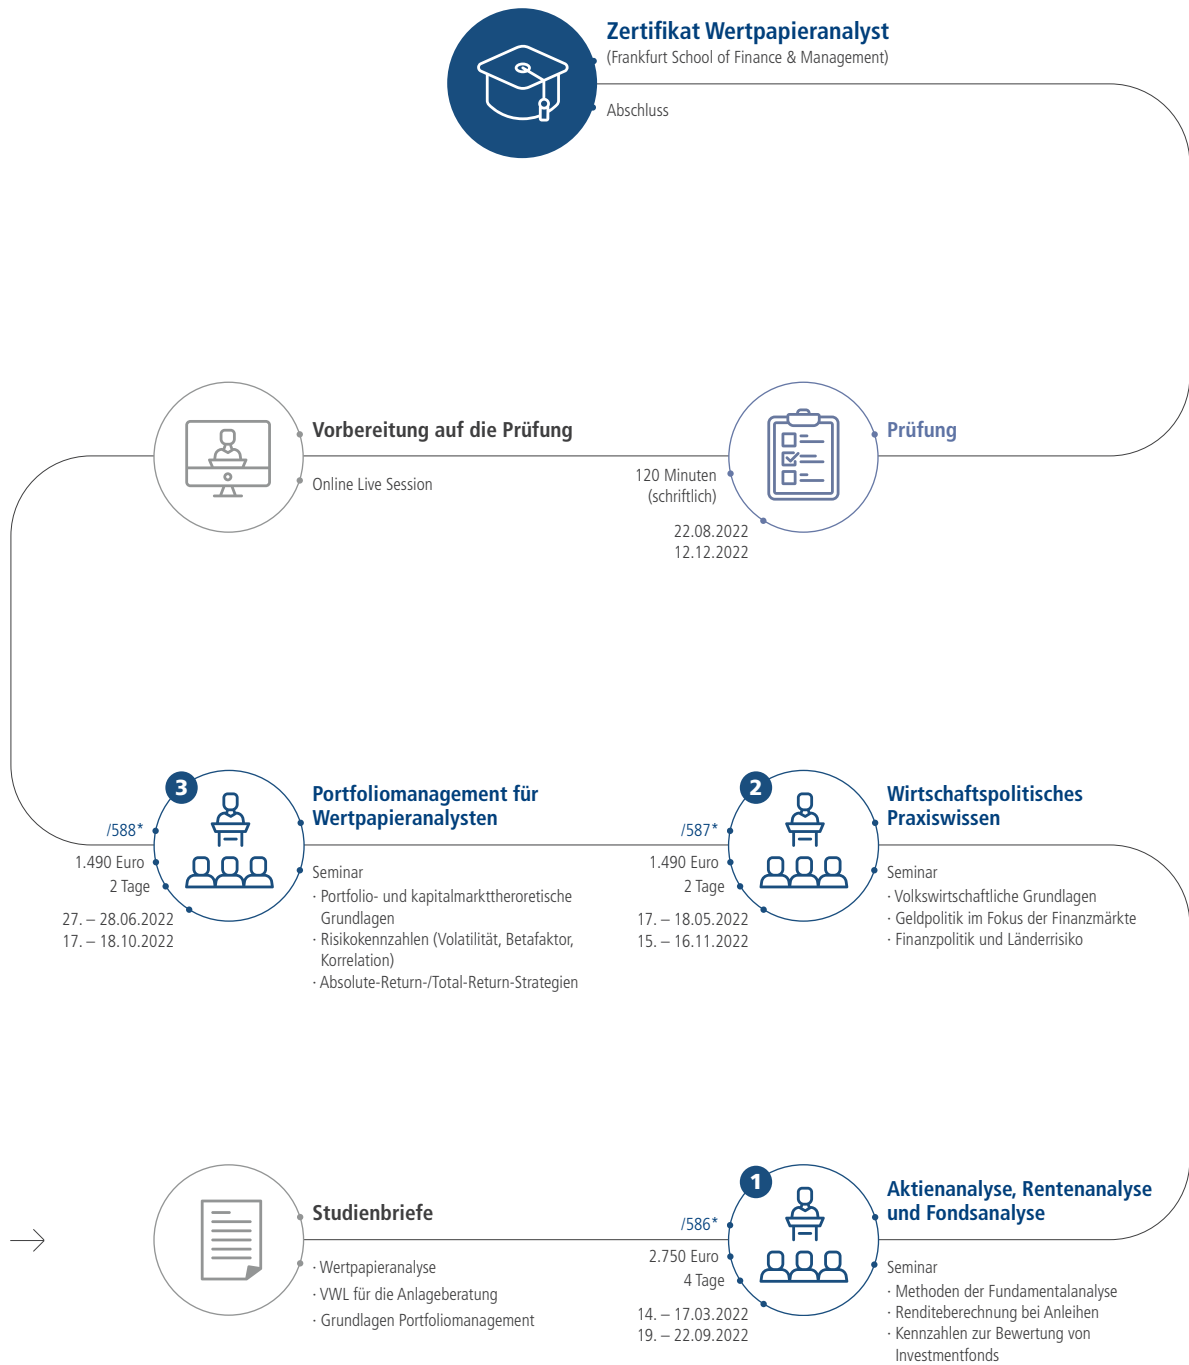 Zertifikat Wertpapieranalyst
(Frankfurt School of Finance & Management)
Abschluss
Vorbereitung auf die Prüfung
Online Live Session
Prüfung
120 Minuten
(schriftlich)
22.08.2022
12.12.2022
3
Portfoliomanagement für
Wertpapieranalysten
/588*
1.490 Euro
2 Tage
27. – 28.06.2022
17. – 18.10.2022
Seminar
· Portfolio- und kapitalmarkttheroretische
Grundlagen
· Risikokennzahlen (Volatilität, Betafaktor,
Korrelation)
· Absolute-Return-/Total-Return-Strategien
2
Wirtschaftspolitisches
Praxiswissen
/587*
1.490 Euro
2 Tage
17. – 18.05.2022
15. – 16.11.2022
Seminar
· Volkswirtschaftliche Grundlagen
· Geldpolitik im Fokus der Finanzmärkte
· Finanzpolitik und Länderrisiko
Studienbriefe
· Wertpapieranalyse
· VWL für die Anlageberatung
· Grundlagen Portfoliomanagement
1
Aktienanalyse, Rentenanalyse
und Fondsanalyse
/586*
2.750 Euro
4 Tage
14. – 17.03.2022
19. – 22.09.2022
Seminar
· Methoden der Fundamentalanalyse
· Renditeberechnung bei Anleihen
· Kennzahlen zur Bewertung von
Investmentfonds